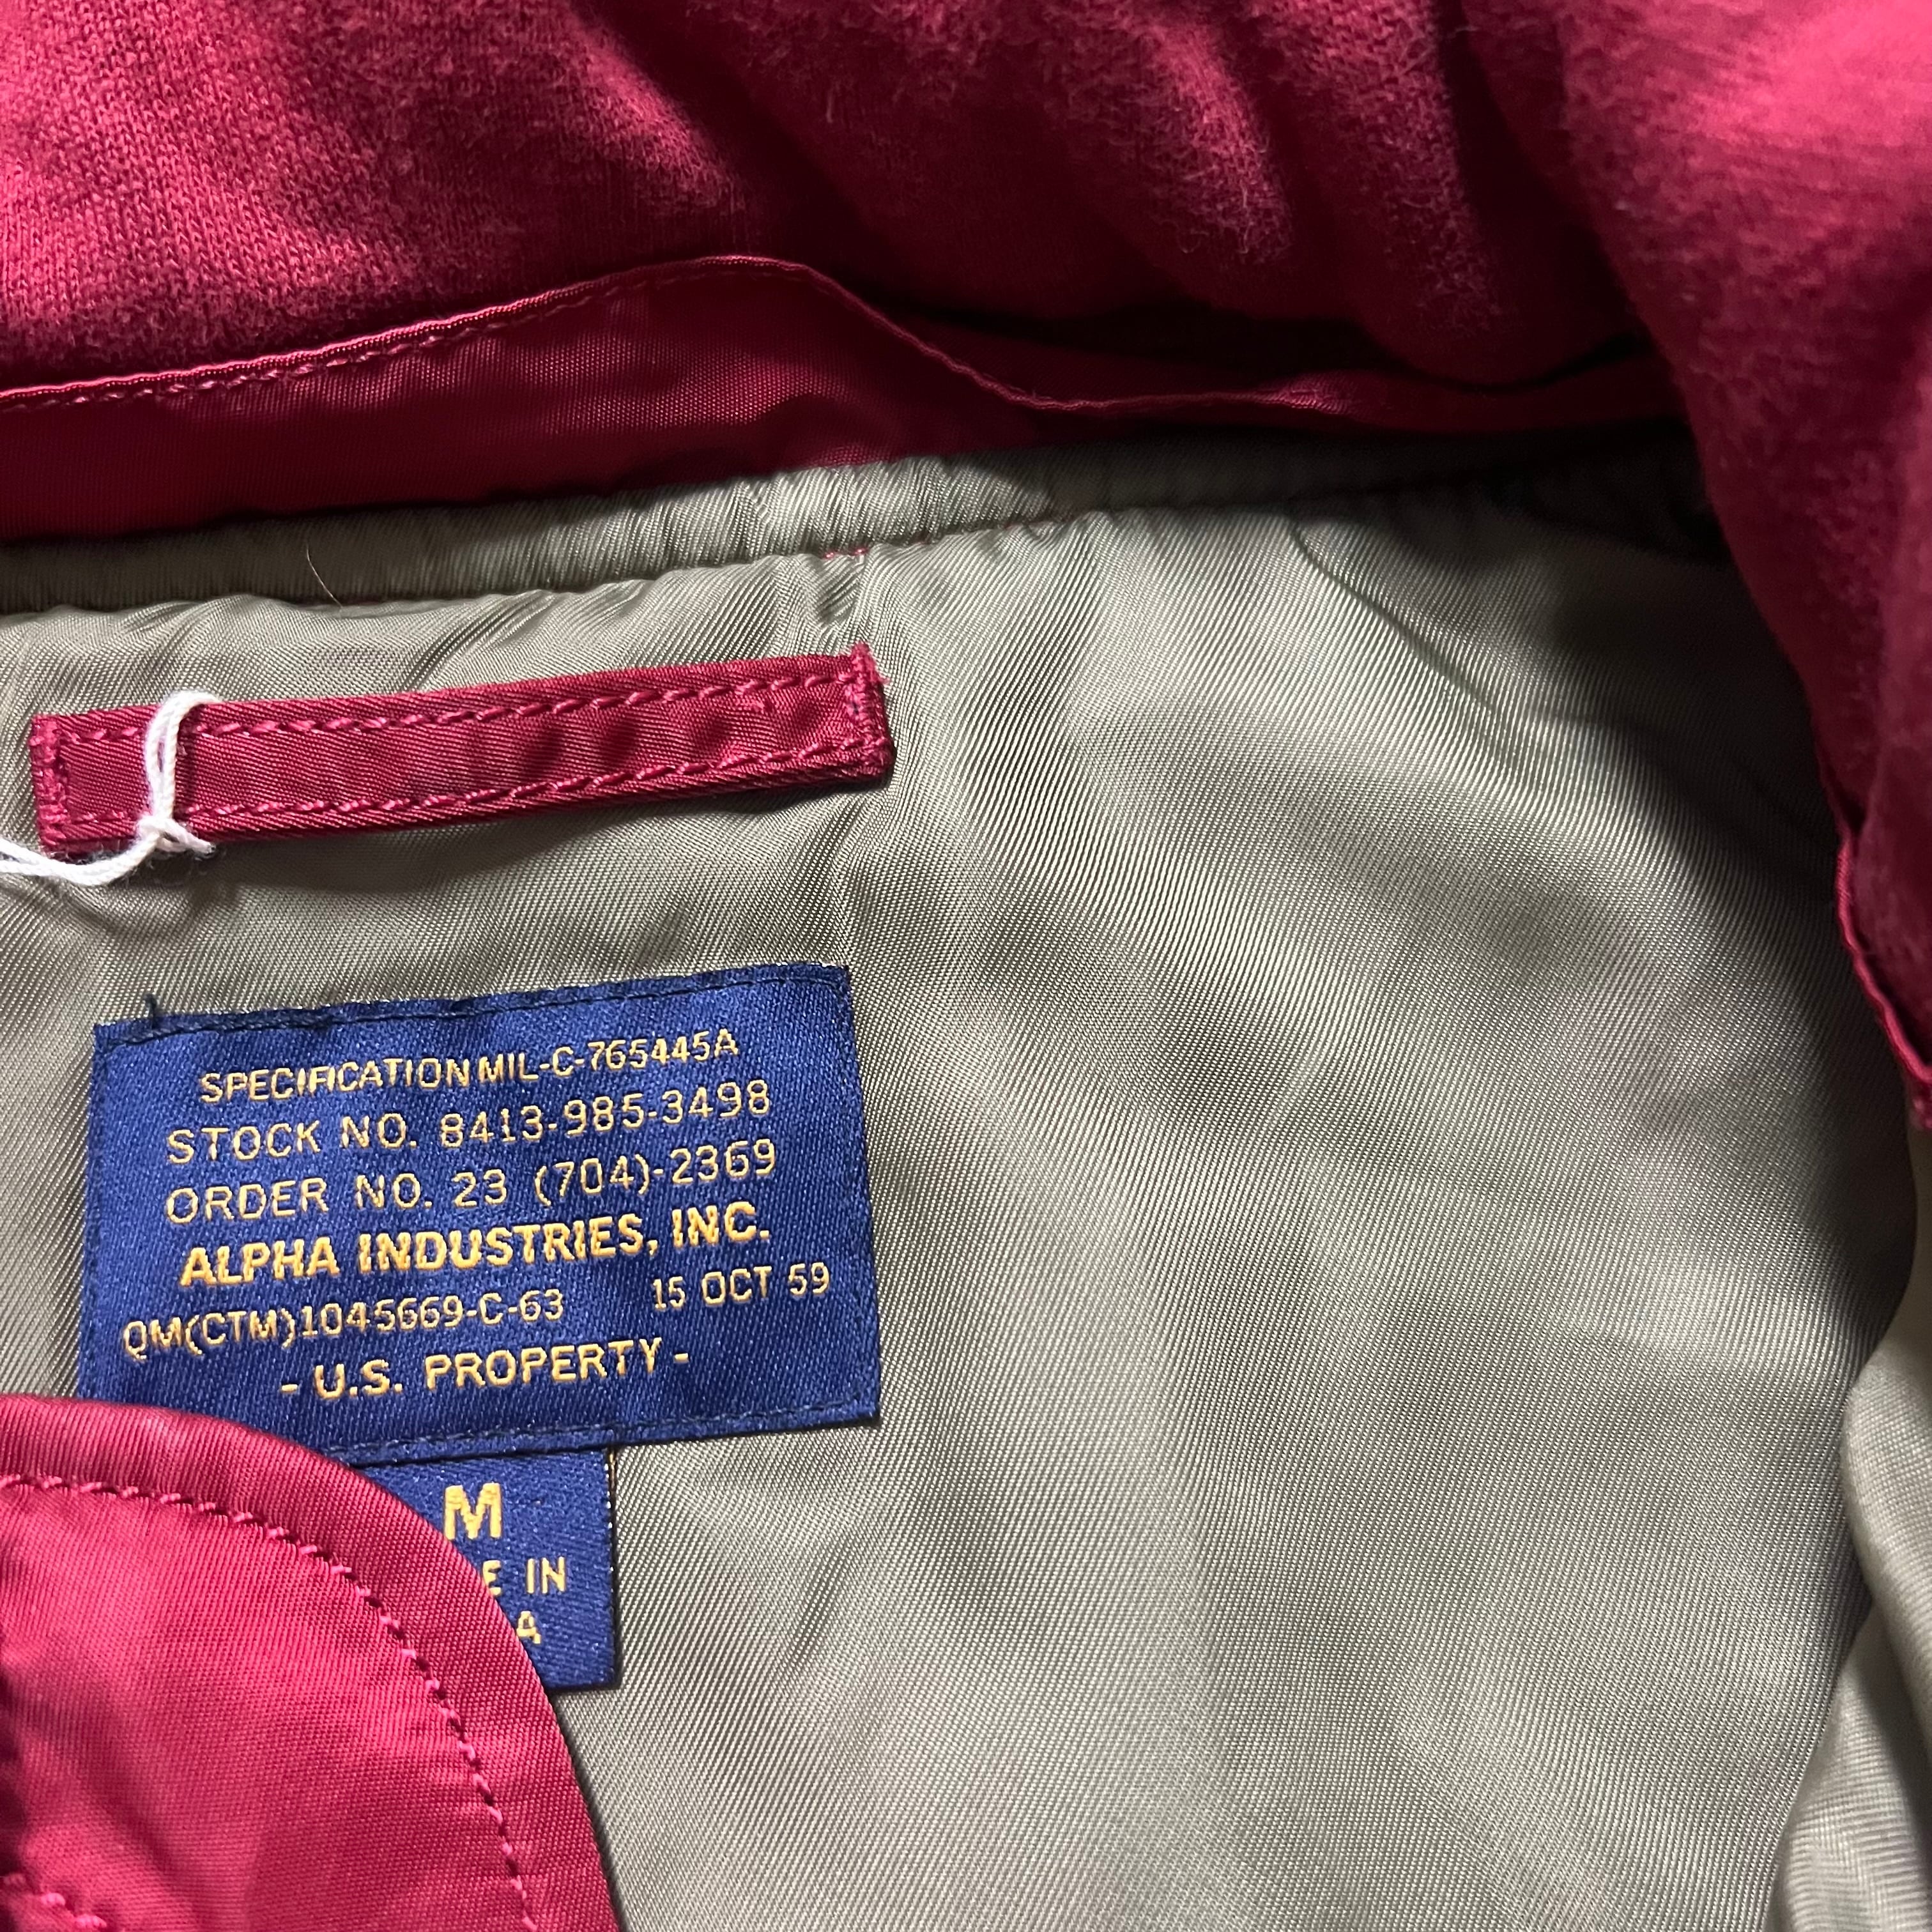 SPECIFICATION MIL-C-765445A
STOCK NO. 8413-985-3498
ORDER NO. 23 (704)-2369
ALPHA INDUSTRIES, INC.
QM(CTM)1045669-C-63 15 OCT 59
- U.S. PROPERTY -
M
E IN
A